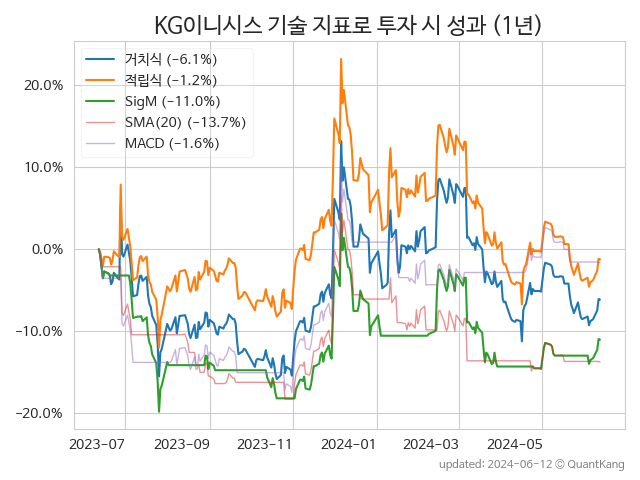 KG이니시스 기술 지표로 투자 시 성과 (1년)
거치식 (−6.1%)
적립식 (−1.2%)
SigM (−11.0%)
SMA(20) (−13.7%)
MACD (−1.6%)
20.0%
10.0%
0.0%
−10.0%
−20.0%
2023-07 2023-09 2023-11 2024-01 2024-03 2024-05
updated: 2024-06-12 © QuantKang